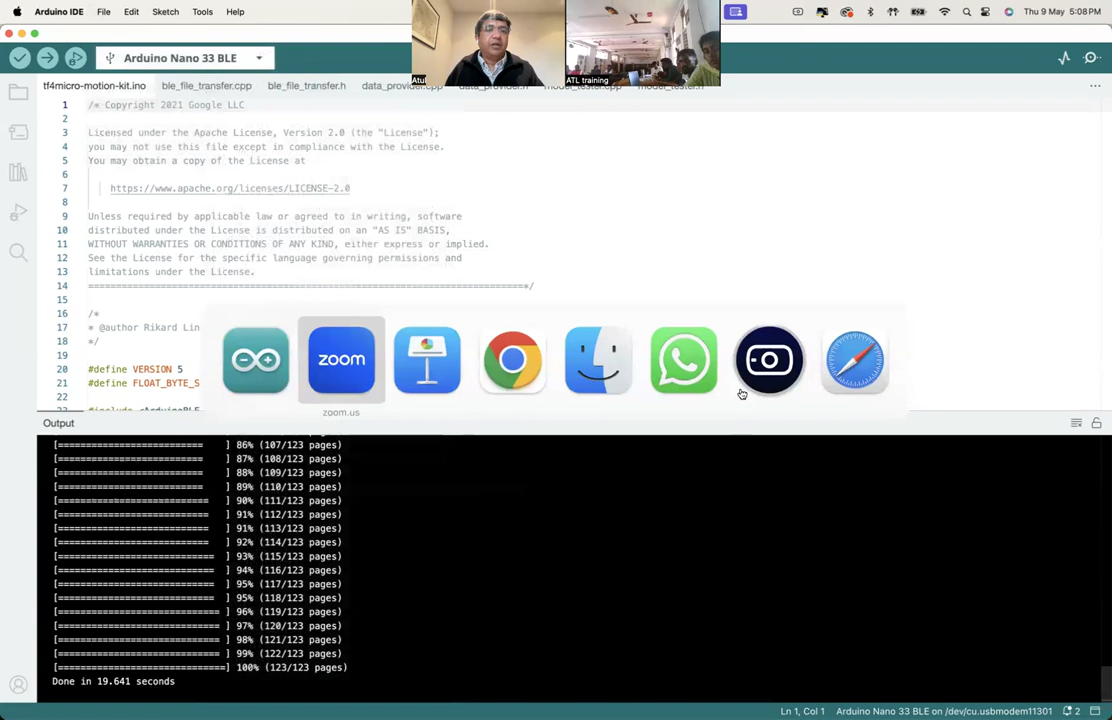 Arduino IDE File Edit Sketch Tools Help
Thu 9 May 5:08 PM
Arduino Nano 33 BLE
Atul
ATL training
tf4micro-motion-kit.ino ble_file_transfer.cpp ble_file_transfer.h data_provider.cpp data_provider.h model_tester.cpp model_tester.h
1 /* Copyright 2021 Google LLC
2
3 Licensed under the Apache License, Version 2.0 (the "License");
4 you may not use this file except in compliance with the License.
5 You may obtain a copy of the License at
6
7 https://www.apache.org/licenses/LICENSE-2.0
8
9 Unless required by applicable law or agreed to in writing, software
10 distributed under the License is distributed on an "AS IS" BASIS,
11 WITHOUT WARRANTIES OR CONDITIONS OF ANY KIND, either express or implied.
12 See the License for the specific language governing permissions and
13 limitations under the License.
14 ==============================================================================*/
15
16 /*
17 * @author Rikard Lin
18 */
19
20 #define VERSION 5
21 #define FLOAT_BYTE_S
22
zoom
zoom.us
Output
[=========================== ] 86% (107/123 pages)
[=========================== ] 87% (108/123 pages)
[=========================== ] 88% (109/123 pages)
[=========================== ] 89% (110/123 pages)
[============================ ] 90% (111/123 pages)
[============================ ] 91% (112/123 pages)
[============================ ] 91% (113/123 pages)
[============================ ] 92% (114/123 pages)
[============================= ] 93% (115/123 pages)
[============================= ] 94% (116/123 pages)
[============================= ] 95% (117/123 pages)
[============================= ] 95% (118/123 pages)
[============================== ] 96% (119/123 pages)
[============================== ] 97% (120/123 pages)
[============================== ] 98% (121/123 pages)
[============================== ] 99% (122/123 pages)
[===============================] 100% (123/123 pages)
Done in 19.641 seconds
Ln 1, Col 1 Arduino Nano 33 BLE on /dev/cu.usbmodem11301 2